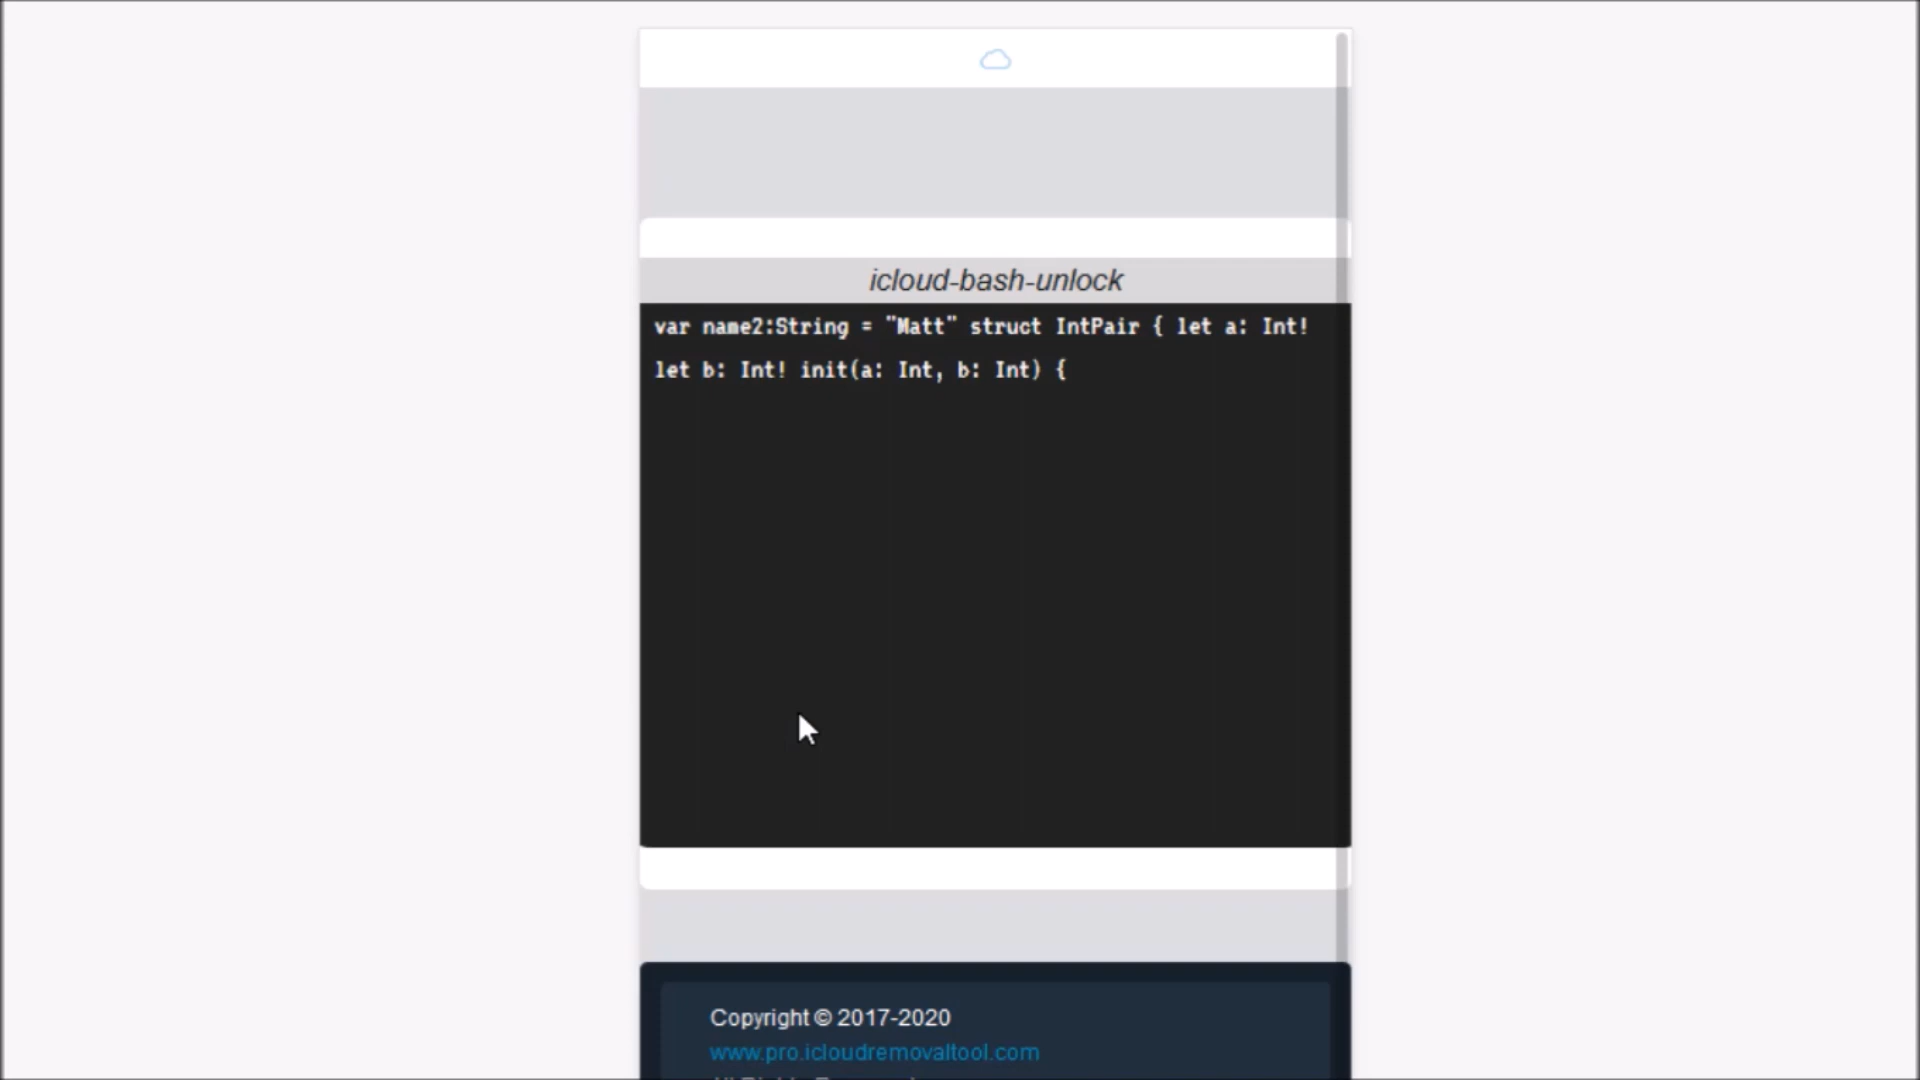 icloud-bash-unlock
var name2:String = "Matt" struct IntPair { let a: Int!
let b: Int! init(a: Int, b: Int) {
Copyright © 2017-2020
www.pro.icloudremovaltool.com